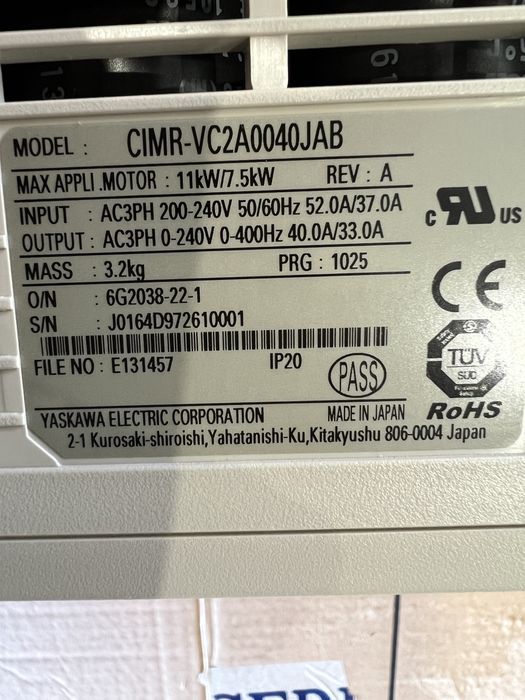 MODEL : CIMR-VC2A0040JAB
MAX APPLI .MOTOR : 11kW/7.5kW REV : A
INPUT : AC3PH 200-240V 50/60Hz 52.0A/37.0A
OUTPUT : AC3PH 0-240V 0-400Hz 40.0A/33.0A
MASS : 3.2kg PRG : 1025
O/N : 6G2038-22-1
S/N : J0164D972610001
FILE NO : E131457 IP20
PASS
c RU US
CE
TÜV
SÜD
RoHS
YASKAWA ELECTRIC CORPORATION MADE IN JAPAN
2-1 Kurosaki-shiroishi,Yahatanishi-Ku,Kitakyushu 806-0004 Japan